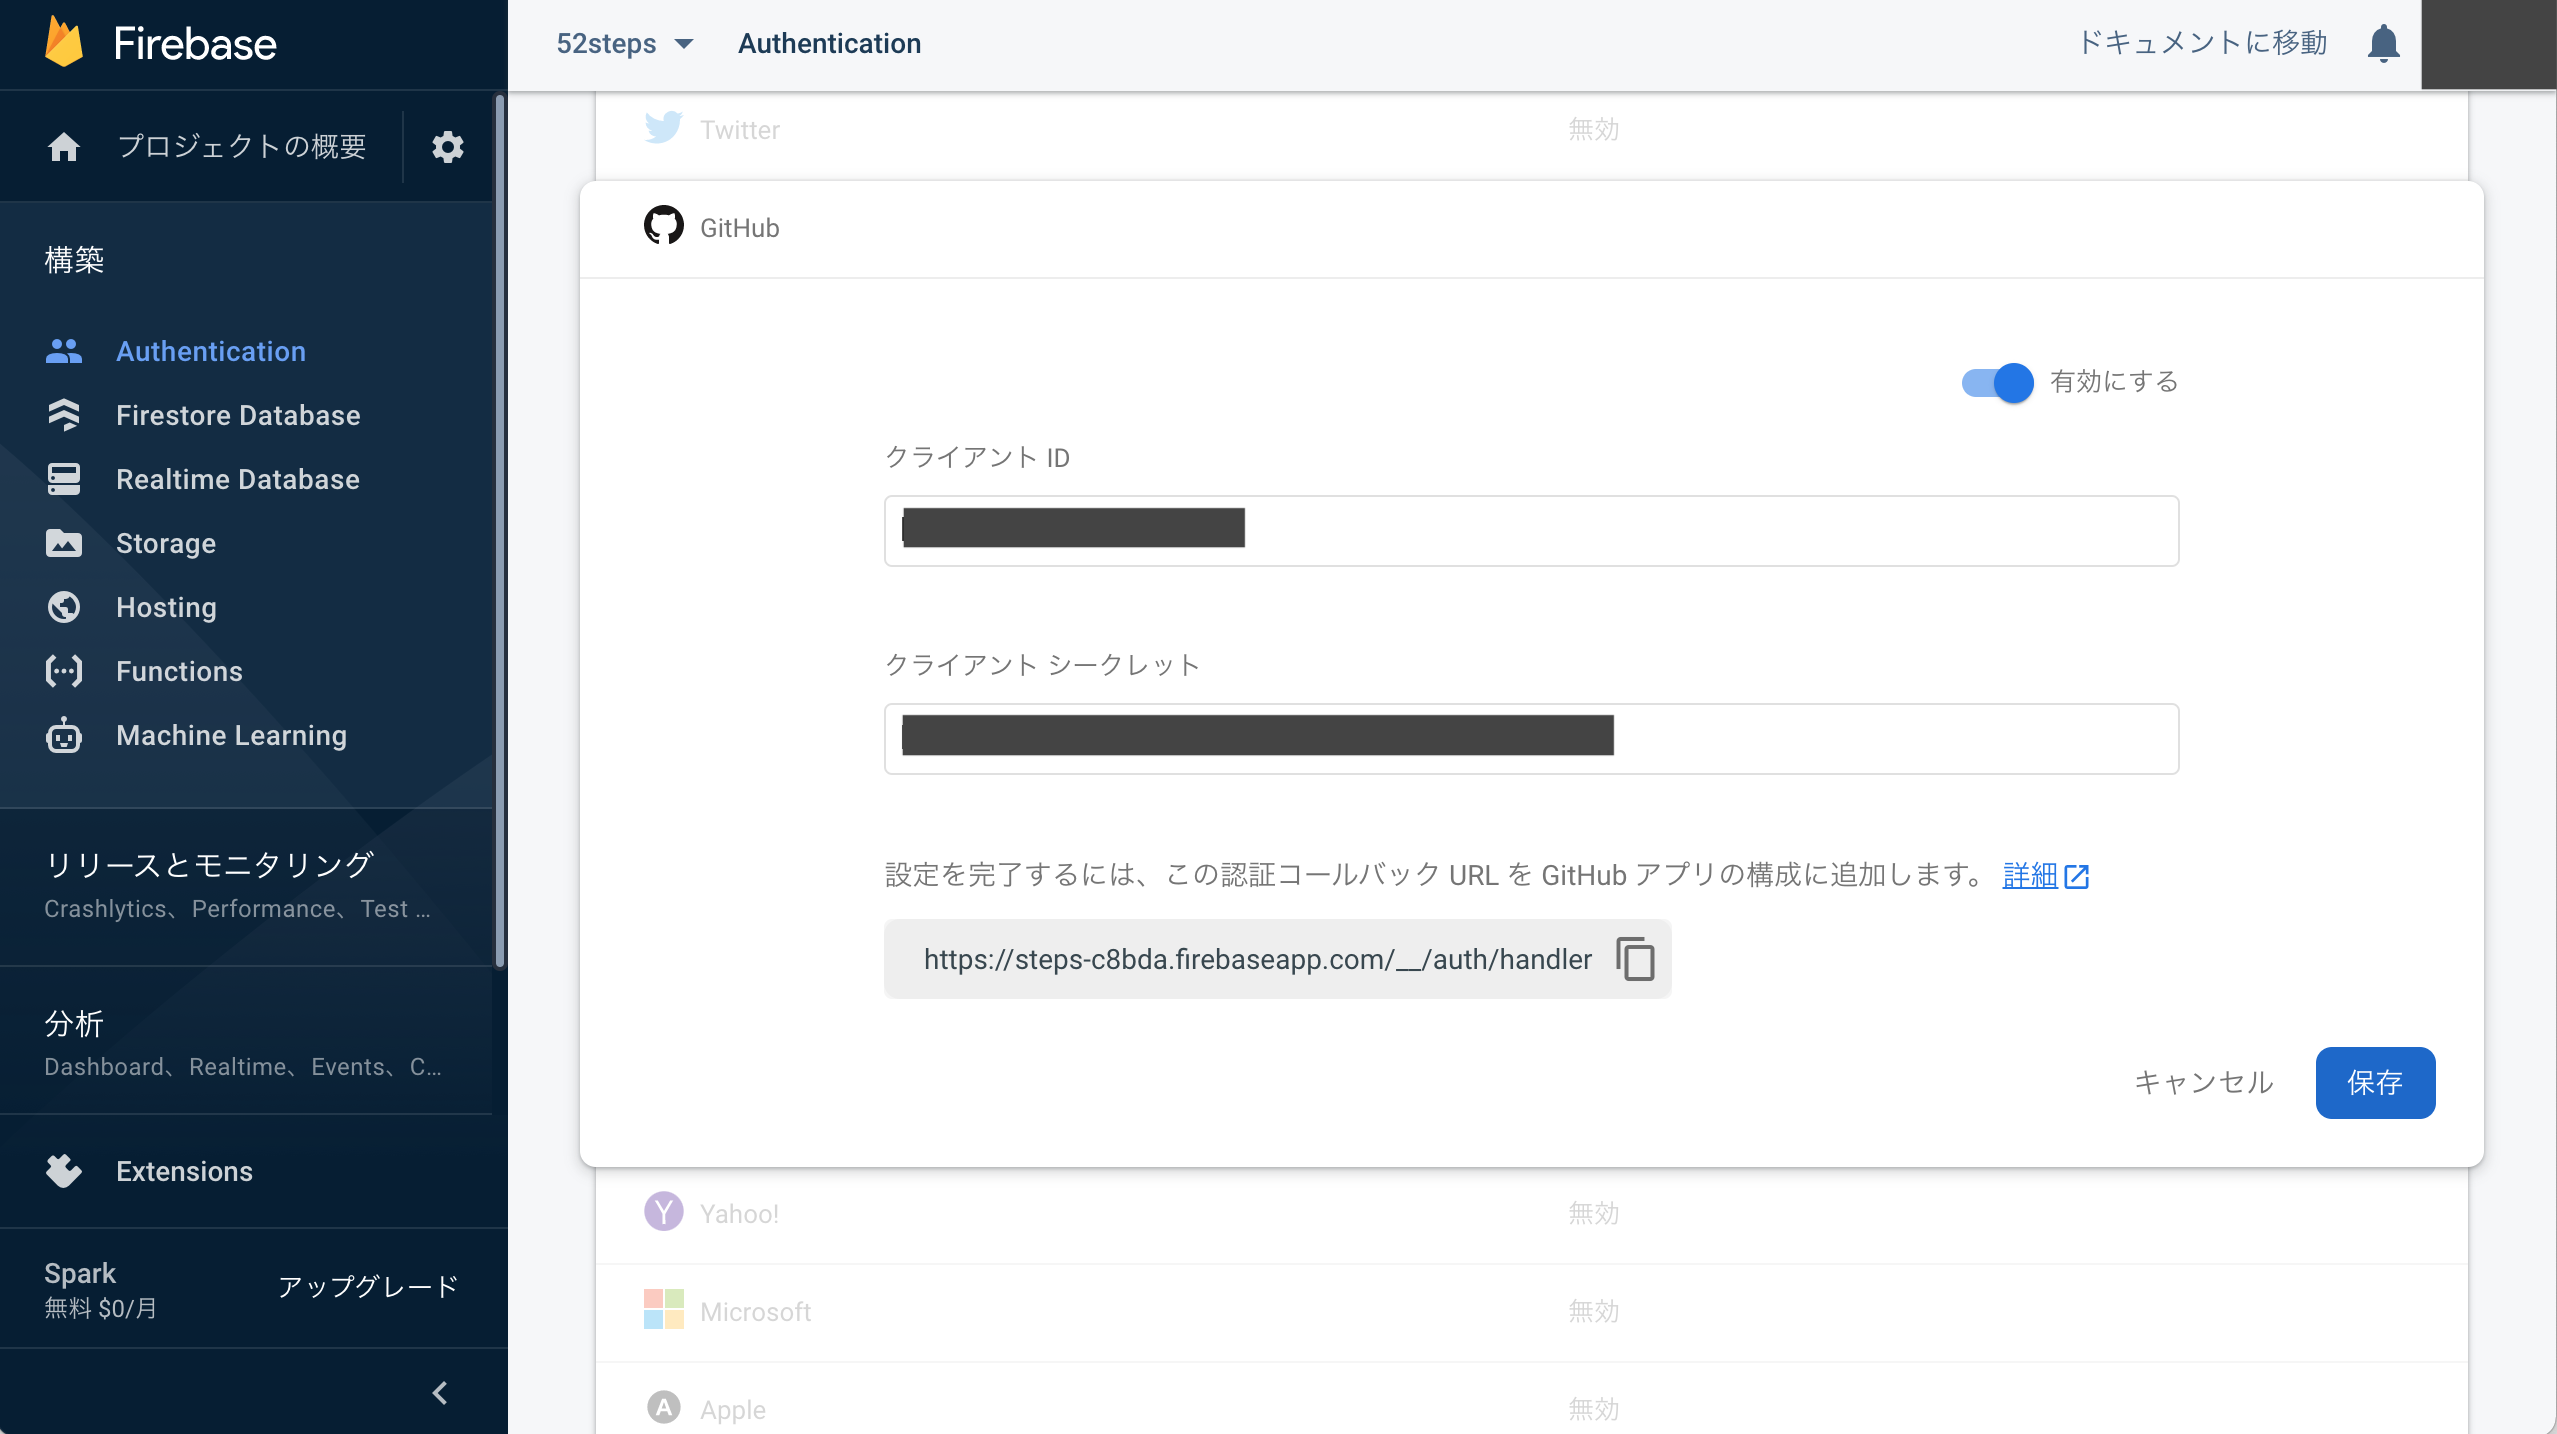 Firebase
プロジェクトの概要
構築
Authentication
Firestore Database
Realtime Database
Storage
Hosting
Functions
Machine Learning
リリースとモニタリング
Crashlytics、Performance、Test ...
分析
Dashboard、Realtime、Events、C...
Extensions
Spark
無料 $0/月
アップグレード
52steps
Authentication
ドキュメントに移動
Twitter
無効
GitHub
有効にする
クライアント ID
クライアント シークレット
設定を完了するには、この認証コールバック URL を GitHub アプリの構成に追加します。 詳細
https://steps-c8bda.firebaseapp.com/__/auth/handler
キャンセル
保存
Yahoo!
無効
Microsoft
無効
Apple
無効